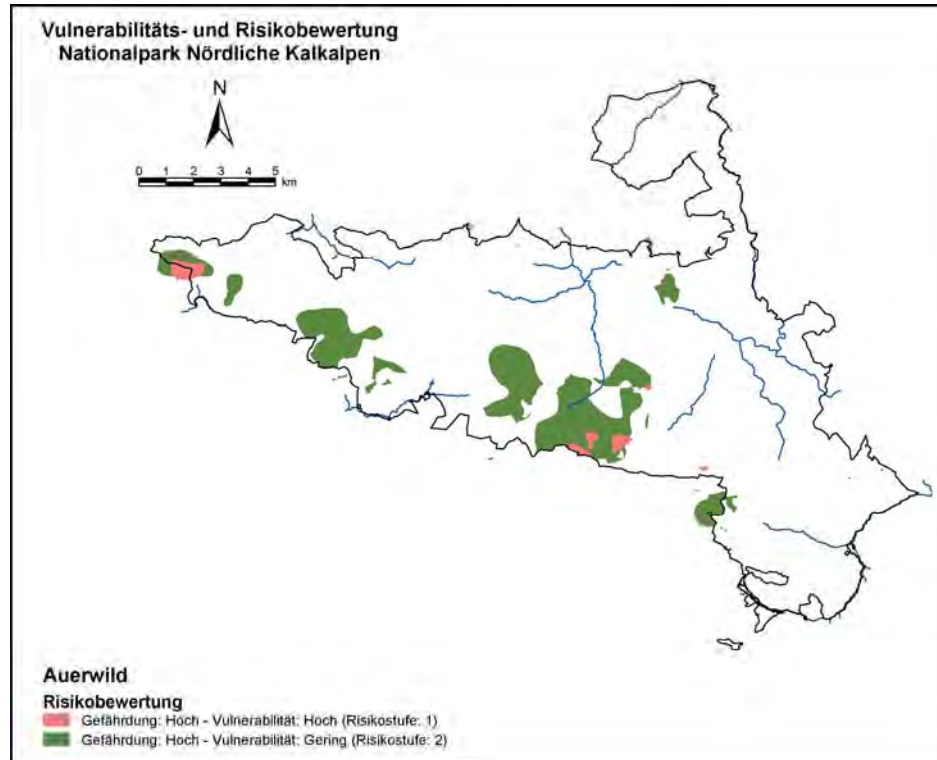 Vulnerabilitäts- und Risikobewertung
Nationalpark Nördliche Kalkalpen
N
0 1 2 3 4 5
km
Auerwild
Risikobewertung
Gefährdung: Hoch - Vulnerabilität: Hoch (Risikostufe: 1)
Gefährdung: Hoch - Vulnerabilität: Gering (Risikostufe: 2)